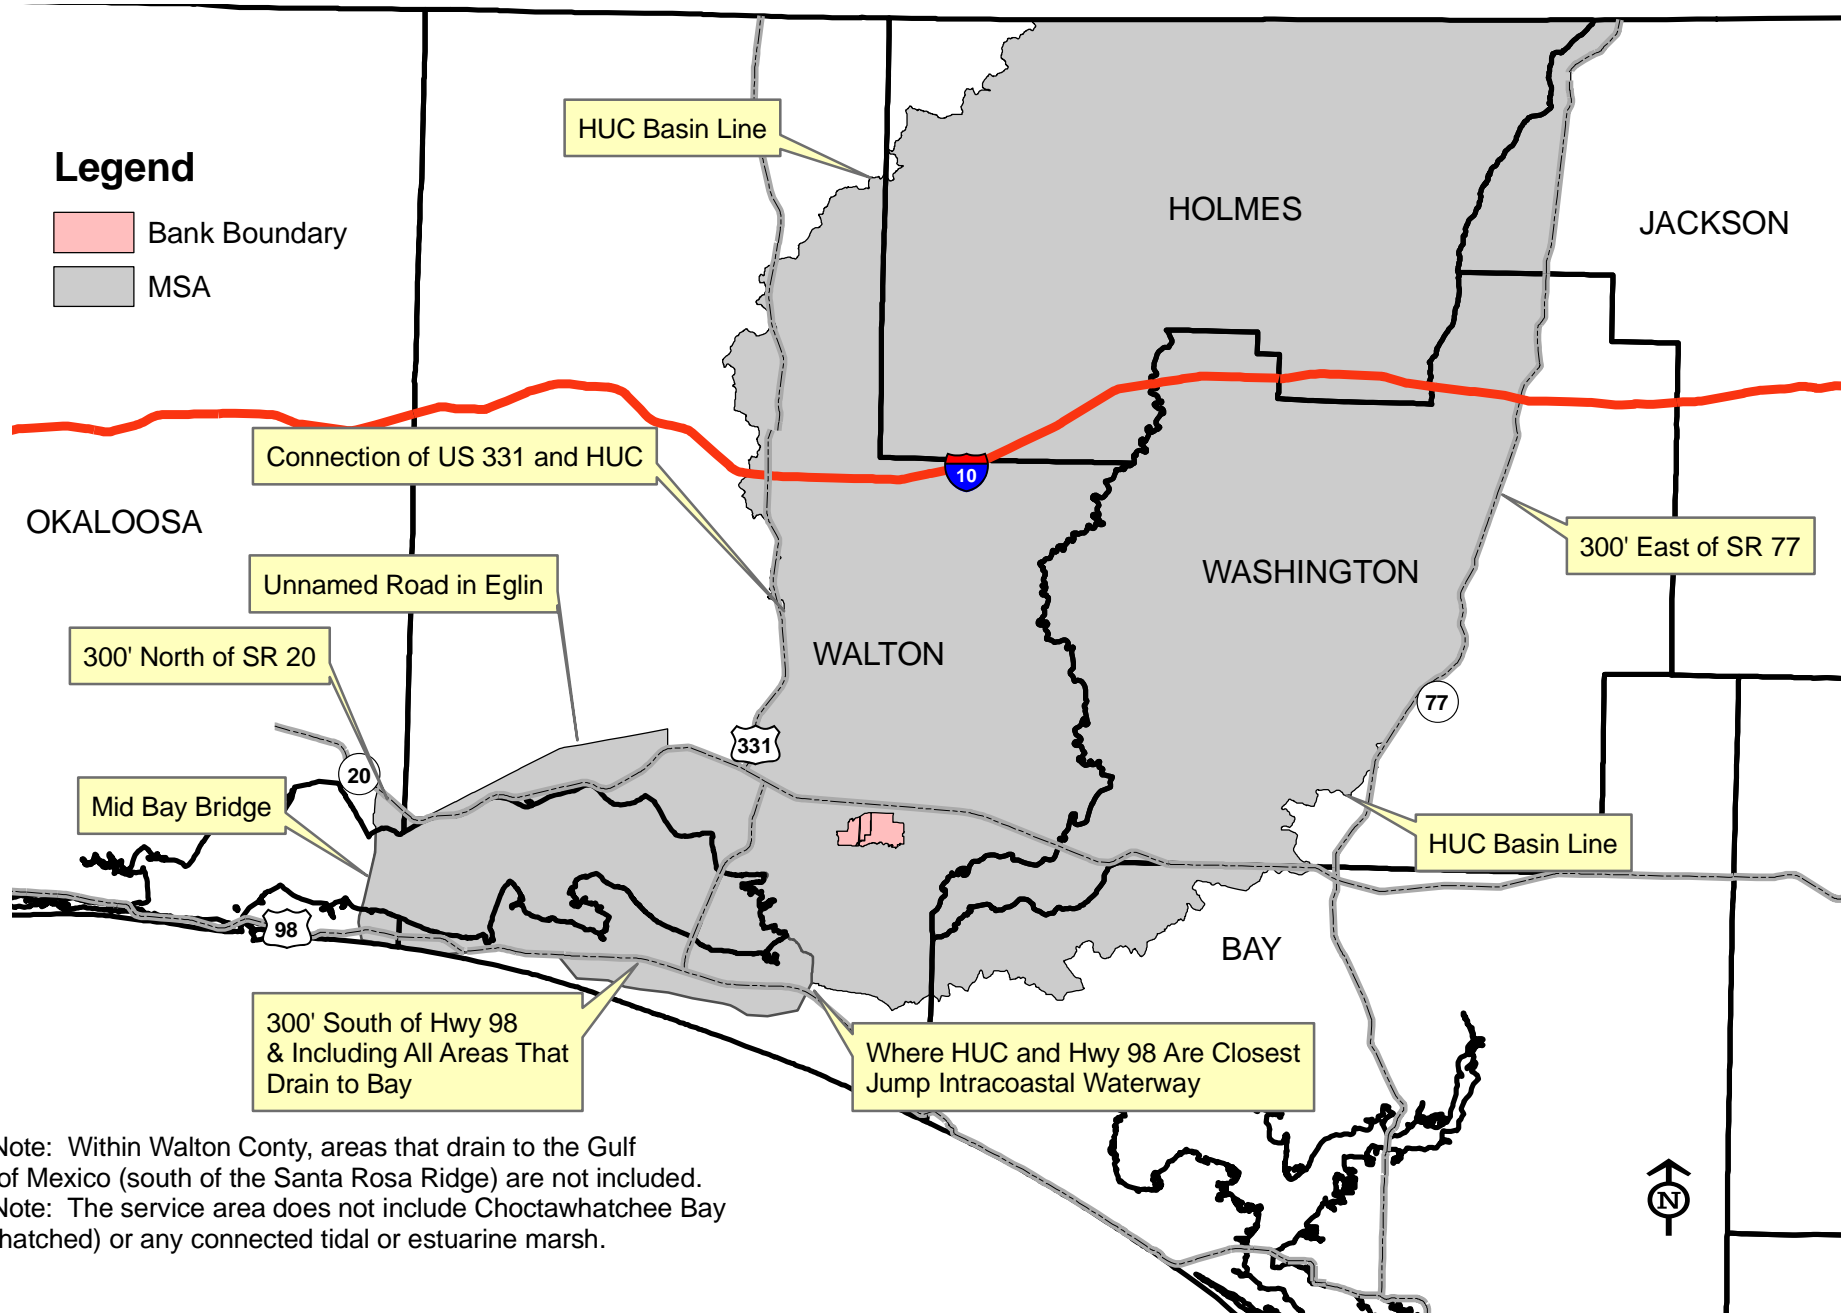 HUC Basin Line
Legend
Bank Boundary
MSA
HOLMES
JACKSON
Connection of US 331 and HUC
10
OKALOOSA
300' East of SR 77
Unnamed Road in Eglin
WASHINGTON
300' North of SR 20
WALTON
77
331
20
Mid Bay Bridge
HUC Basin Line
98
BAY
300' South of Hwy 98
& Including All Areas That
Drain to Bay
Where HUC and Hwy 98 Are Closest
Jump Intracoastal Waterway
Note: Within Walton Conty, areas that drain to the Gulf
of Mexico (south of the Santa Rosa Ridge) are not included.
Note: The service area does not include Choctawhatchee Bay
hatched) or any connected tidal or estuarine marsh.
N